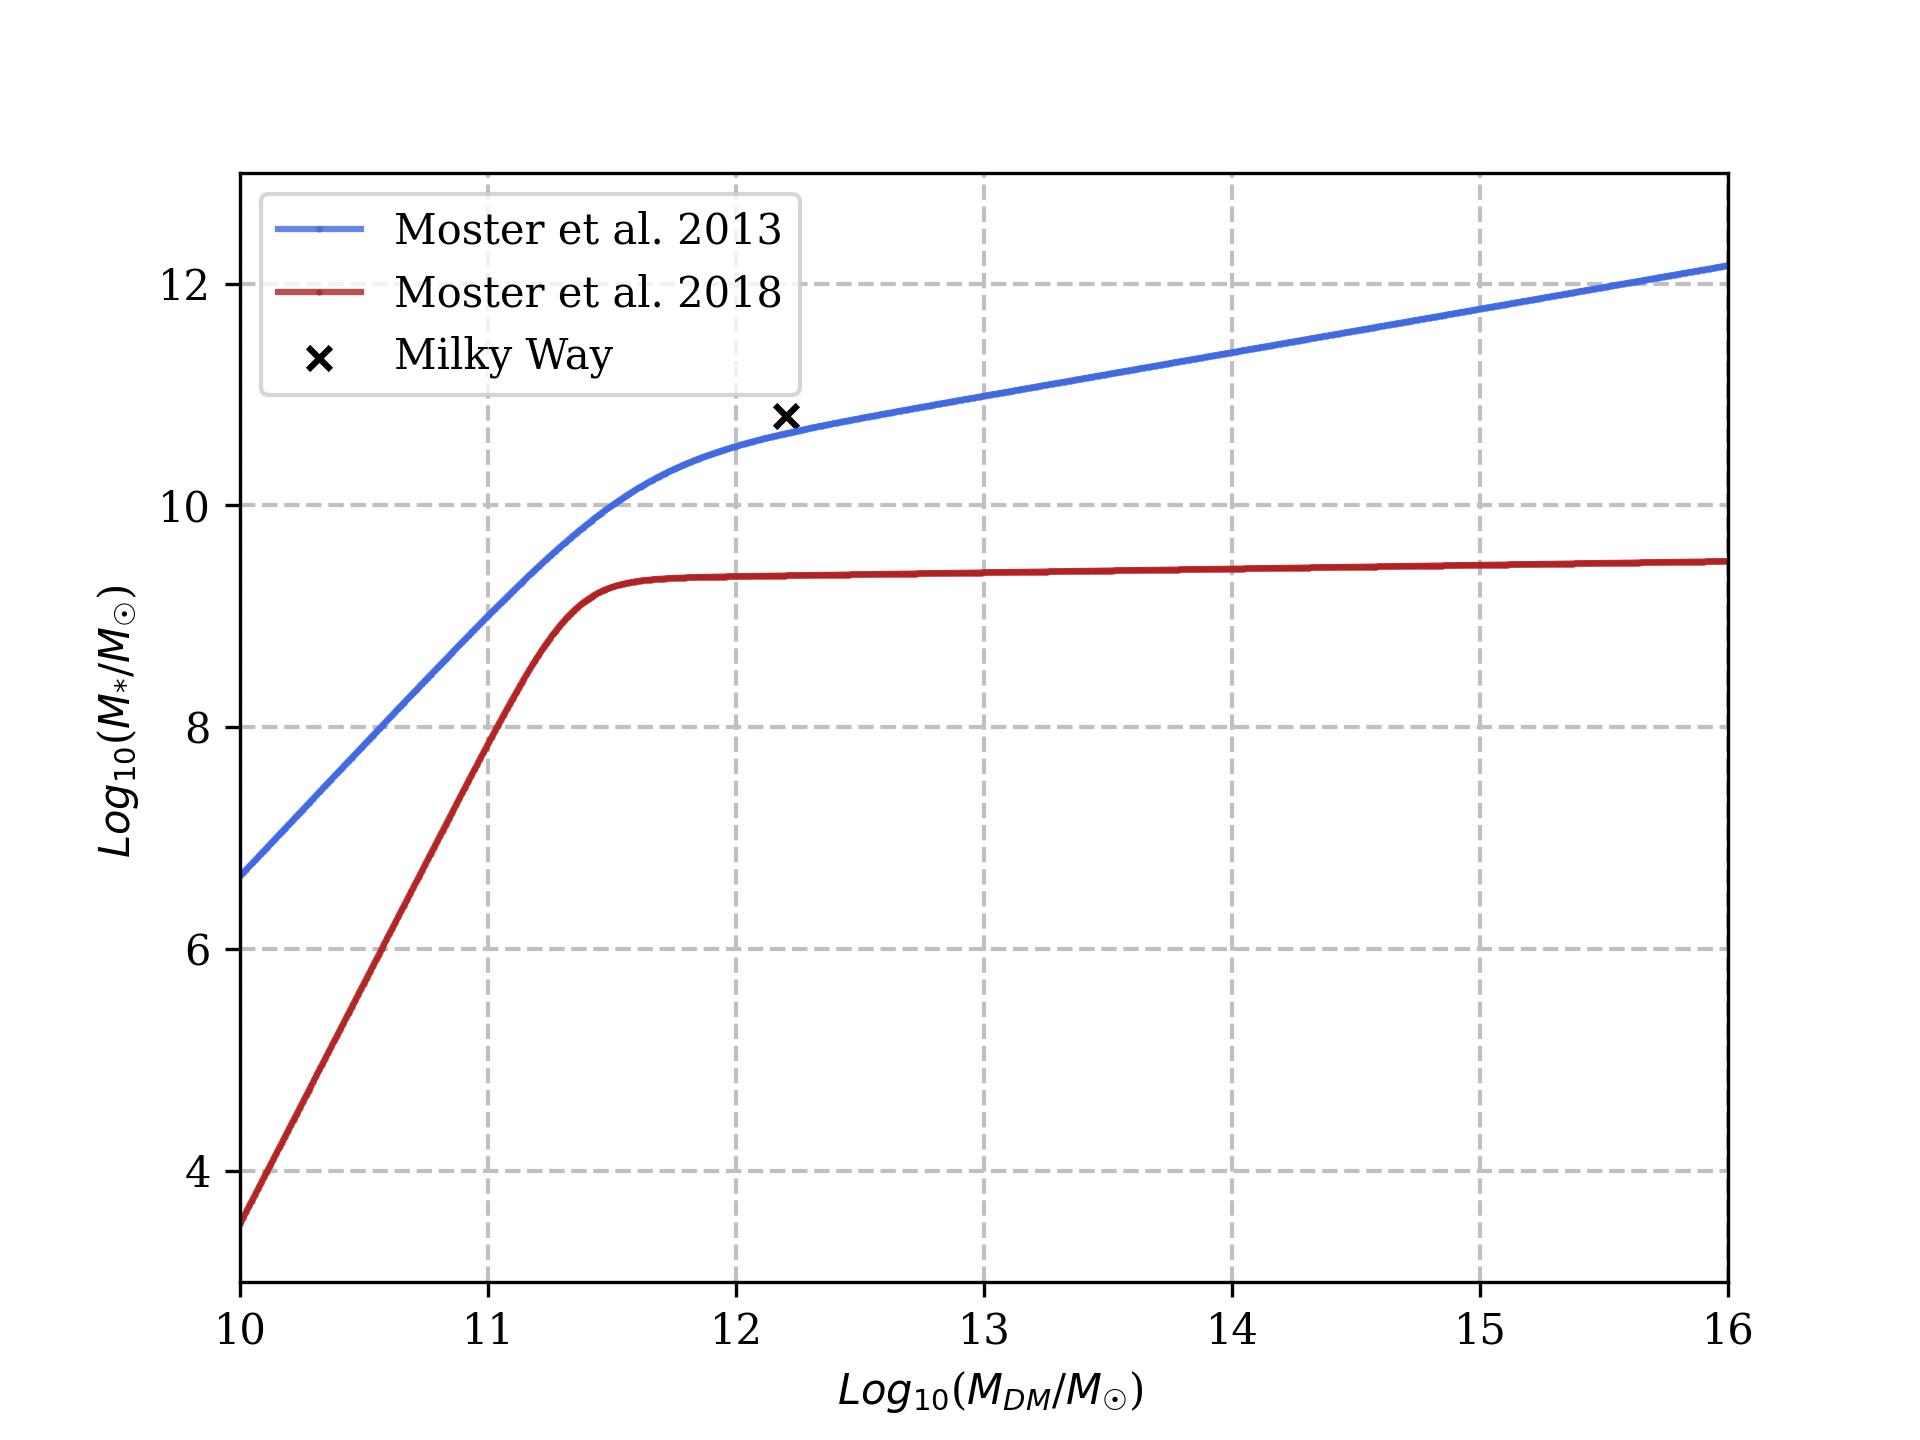 Moster et al. 2013
Moster et al. 2018
Milky Way
12
10
8
6
4
Log₁₀(M*/M☉)
10 11 12 13 14 15 16
Log₁₀(M_DM/M☉)